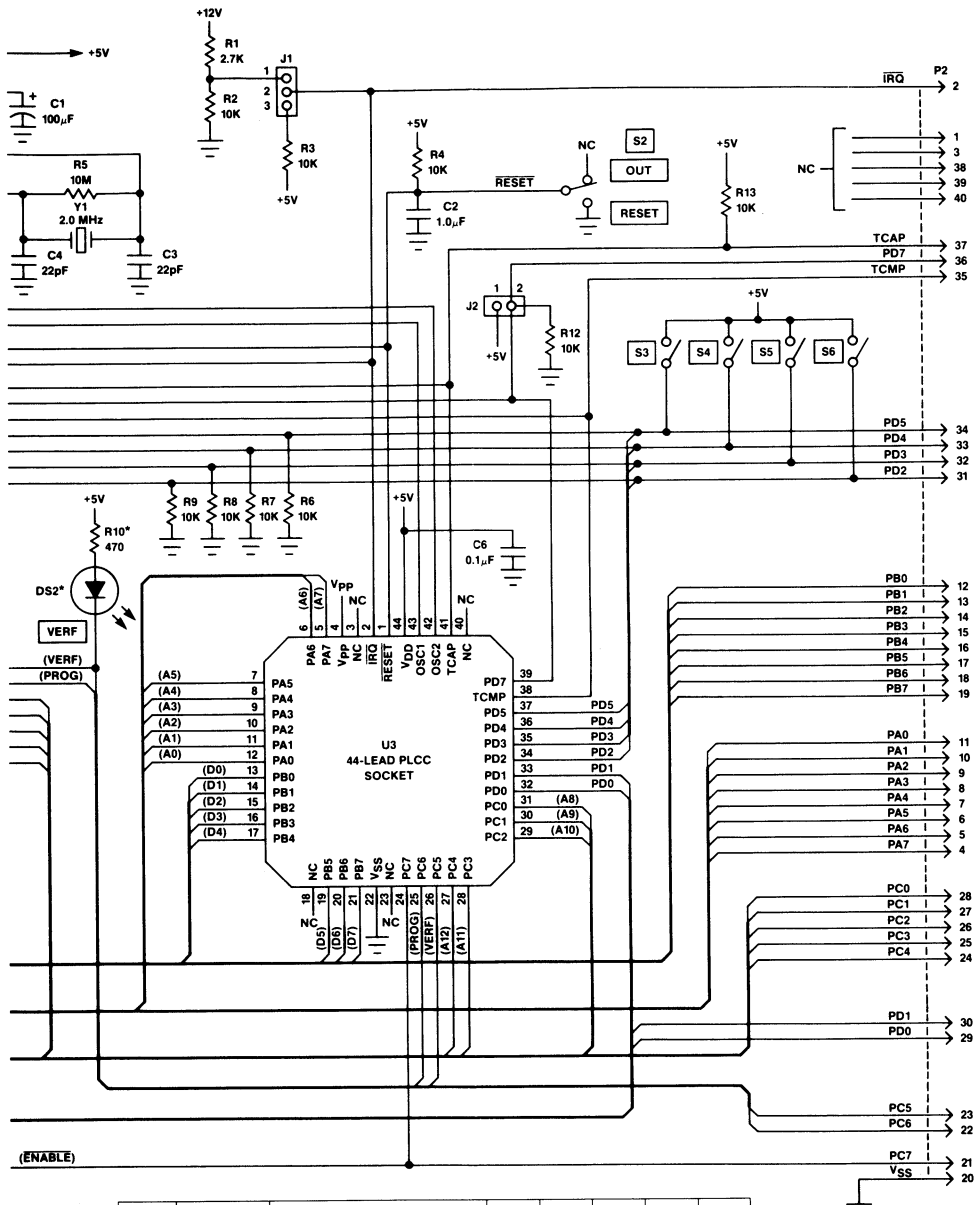 +12V
+5V
R1
2.7K
J1
1
2
3
R2
10K
IRQ
P2
2
+
C1
100μF
R3
10K
+5V
+5V
R4
10K
NC
S2
OUT
RESET
RESET
C2
1.0μF
+5V
R13
10K
NC
1
3
38
39
40
R5
10M
Y1
2.0 MHz
C4
22pF
C3
22pF
TCAP
37
PD7
36
TCMP
35
J2
1
2
+5V
R12
10K
+5V
S3
S4
S5
S6
PD5
34
PD4
33
PD3
32
PD2
31
R9
10K
R8
10K
R7
10K
R6
10K
+5V
R10*
470
DS2*
VERF
+5V
C6
0.1μF
(A6)
(A7)
VPP
NC
NC
6
5
4
3
2
1
44
43
42
41
40
PA6
PA7
VPP
NC
IRQ
RESET
VDD
OSC1
OSC2
TCAP
NC
(VERF)
(PROG)
(A5)
7
PA5
(A4)
8
PA4
(A3)
9
PA3
(A2)
10
PA2
(A1)
11
PA1
(A0)
12
PA0
(D0)
13
PB0
(D1)
14
PB1
(D2)
15
PB2
(D3)
16
PB3
(D4)
17
PB4
U3
44-LEAD PLCC
SOCKET
PD7
39
TCMP
38
PD5
37
PD5
PD4
36
PD4
PD3
35
PD3
PD2
34
PD2
PD1
33
PD1
PD0
32
PD0
PC0
31
(A8)
PC1
30
(A9)
PC2
29
(A10)
NC
PB5
PB6
PB7
VSS
NC
PC7
PC6
PC5
PC4
PC3
18
19
20
21
22
23
24
25
26
27
28
NC
(D5)
(D6)
(D7)
NC
(PROG)
(VERF)
(A12)
(A11)
PB0
12
PB1
13
PB2
14
PB3
15
PB4
16
PB5
17
PB6
18
PB7
19
PA0
11
PA1
10
PA2
9
PA3
8
PA4
7
PA5
6
PA6
5
PA7
4
PC0
28
PC1
27
PC2
26
PC3
25
PC4
24
PD1
30
PD0
29
PC5
23
PC6
22
(ENABLE)
PC7
21
VSS
20